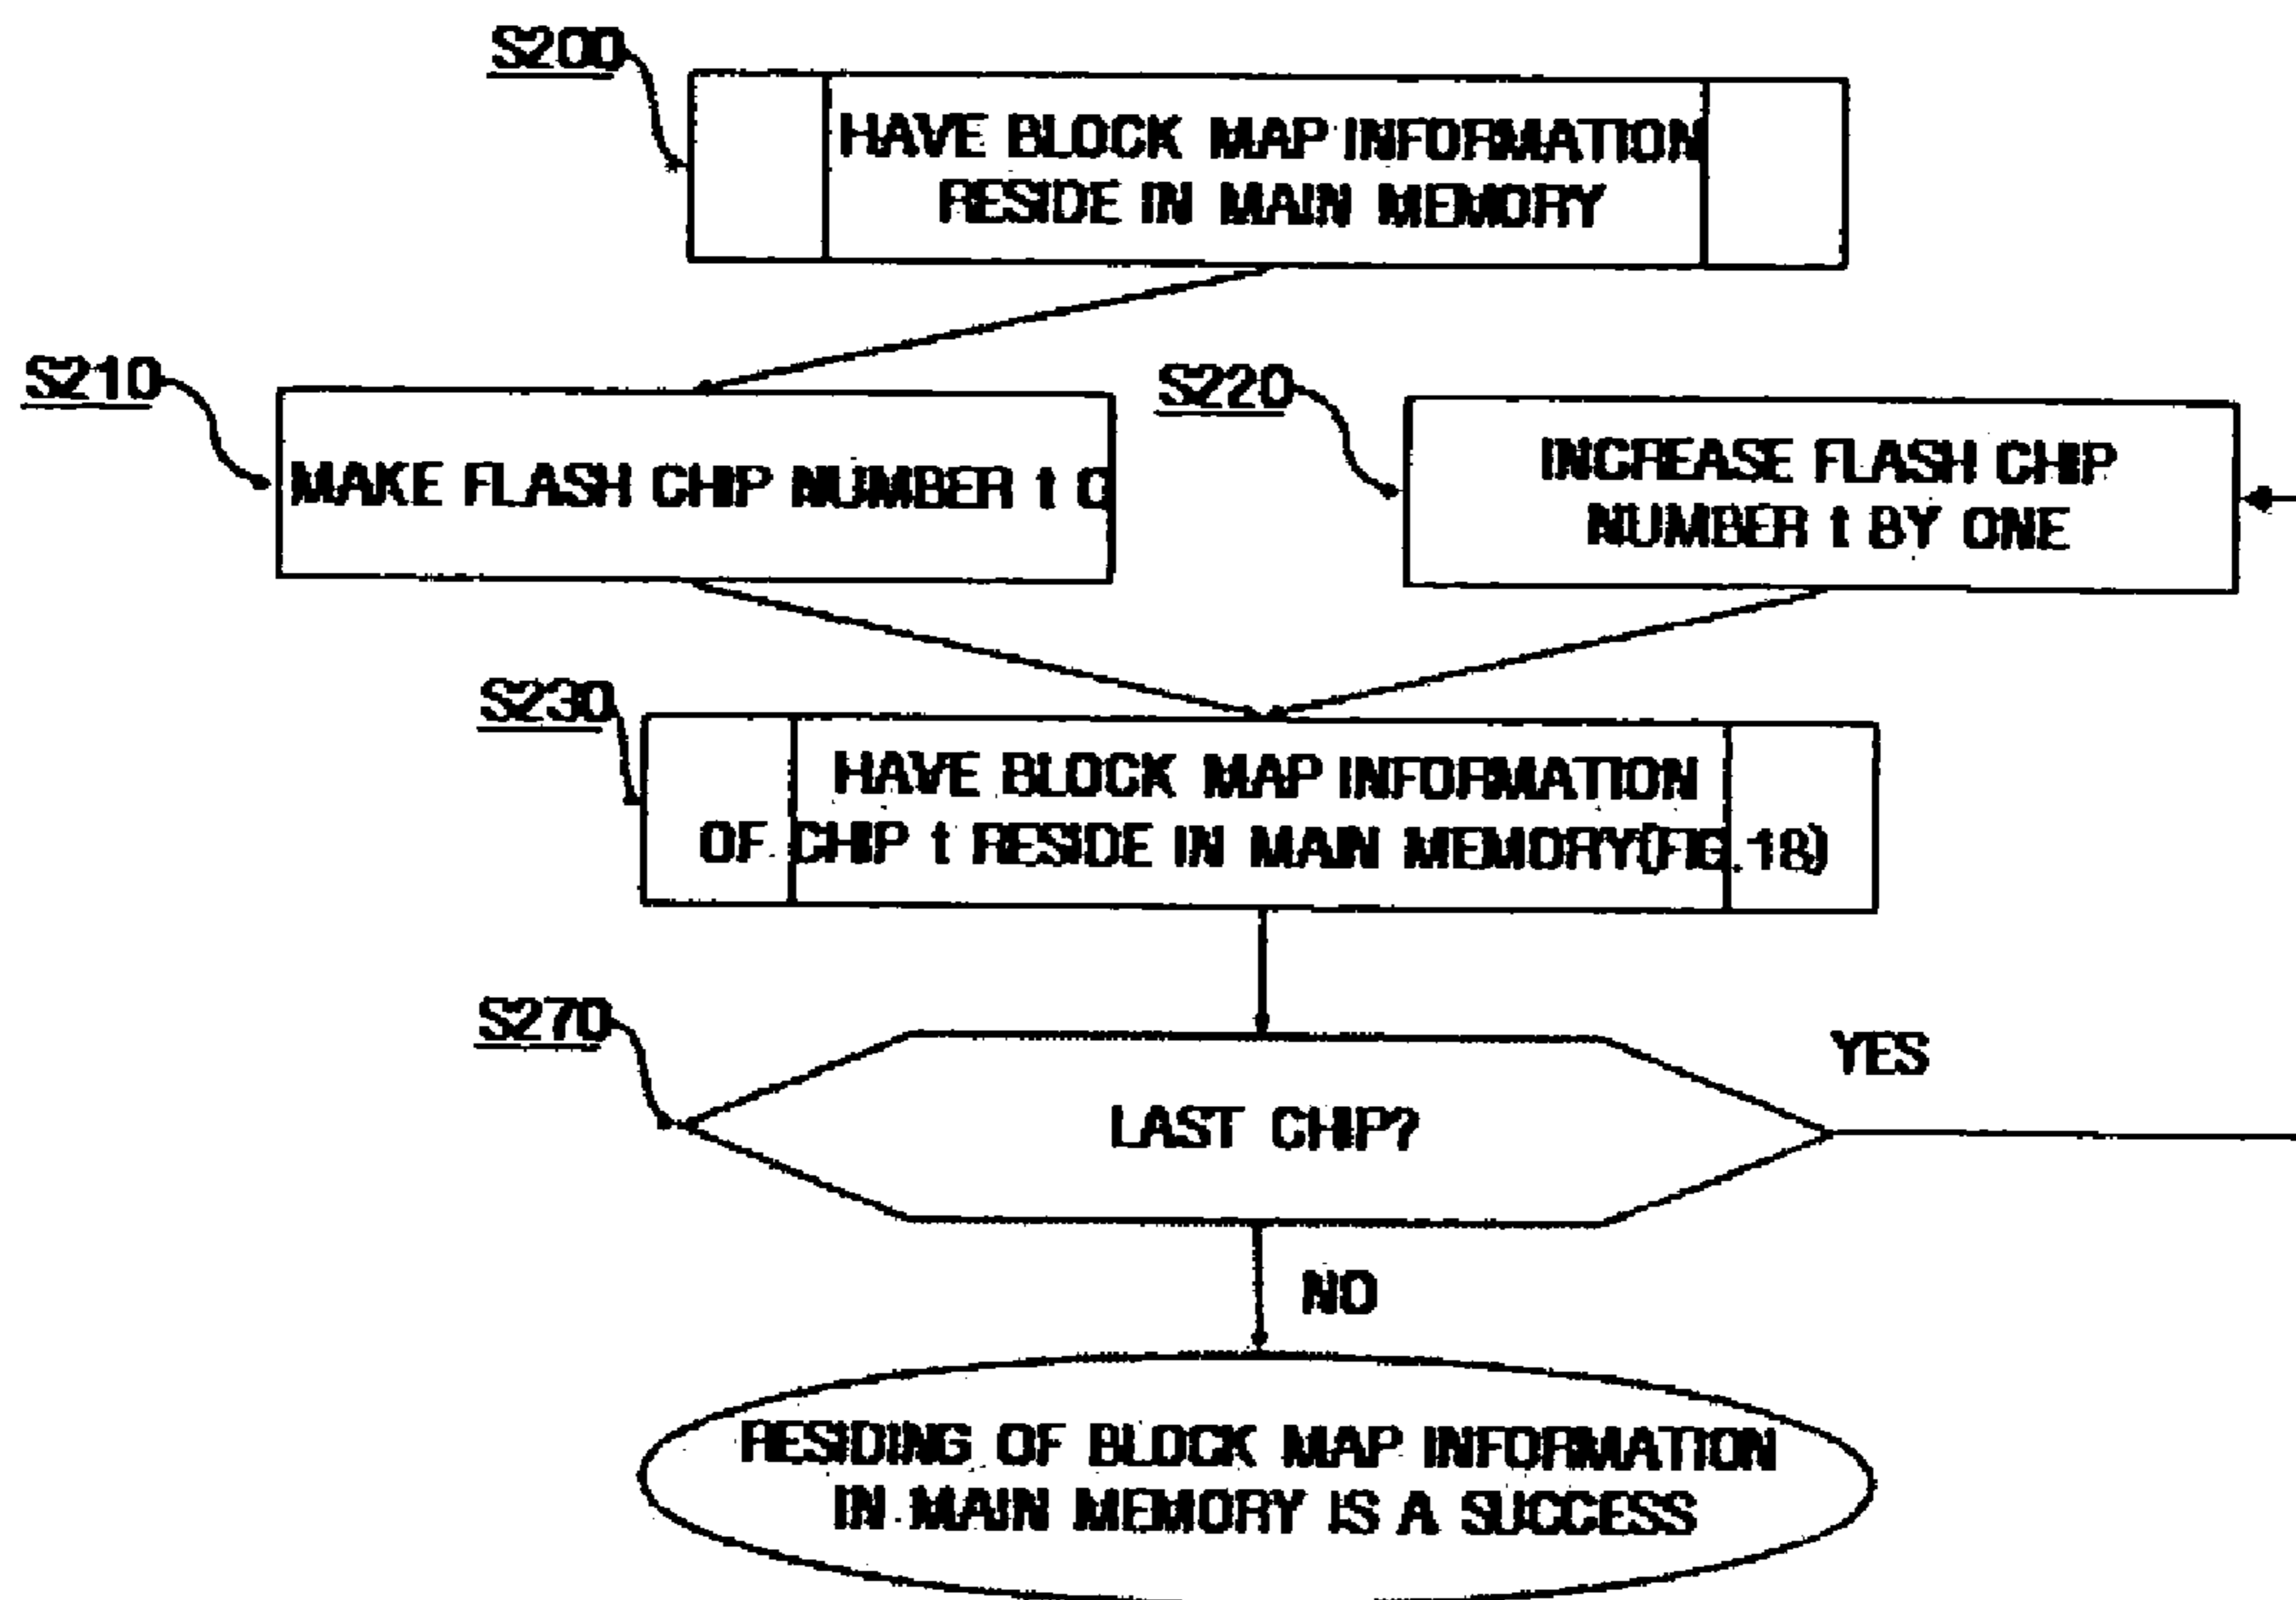 S200
HAVE BLOCK MAP INFORMATION
RESIDE IN MAIN MEMORY
S210
MAKE FLASH CHIP NUMBER t
S220
INCREASE FLASH CHIP
NUMBER t BY ONE
S230
HAVE BLOCK MAP INFORMATION
OF CHIP t RESIDE IN MAIN MEMORY(FIG.18)
S270
LAST CHIP?
YES
NO
RESIDING OF BLOCK MAP INFORMATION
IN MAIN MEMORY IS A SUCCESS